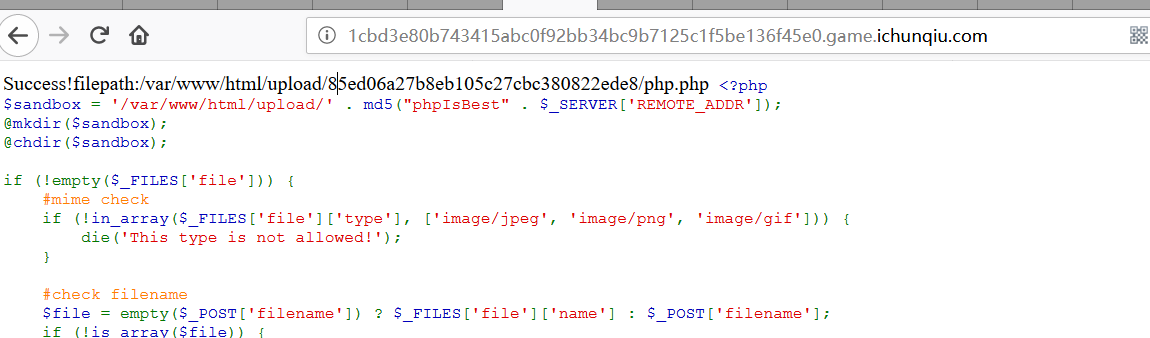 1cbd3e80b743415abc0f92bb34bc9b7125c1f5be136f45e0.game.ichunqiu.com
Success!filepath:/var/www/html/upload/85ed06a27b8eb105c27cbc380822ede8/php.php <?php
$sandbox = '/var/www/html/upload/' . md5("phpIsBest" . $_SERVER['REMOTE_ADDR']);
@mkdir($sandbox);
@chdir($sandbox);
if (!empty($_FILES['file'])) {
    #mime check
    if (!in_array($_FILES['file']['type'], ['image/jpeg', 'image/png', 'image/gif'])) {
        die('This type is not allowed!');
    }
    #check filename
    $file = empty($_POST['filename']) ? $_FILES['file']['name'] : $_POST['filename'];
    if (!is_array($file)) {